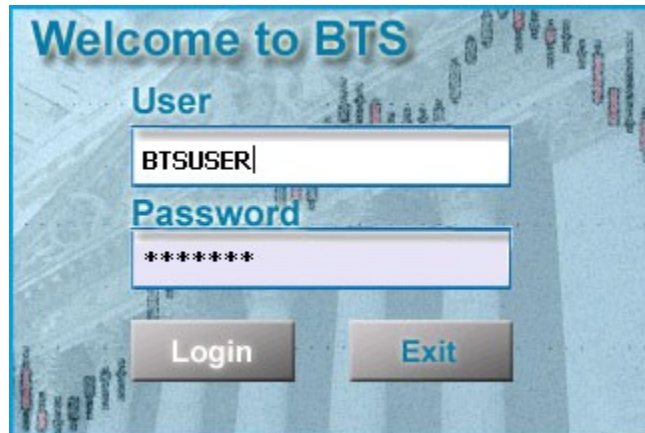 Welcome to BTS
User
BTSUSER
Password
*******
Login Exit